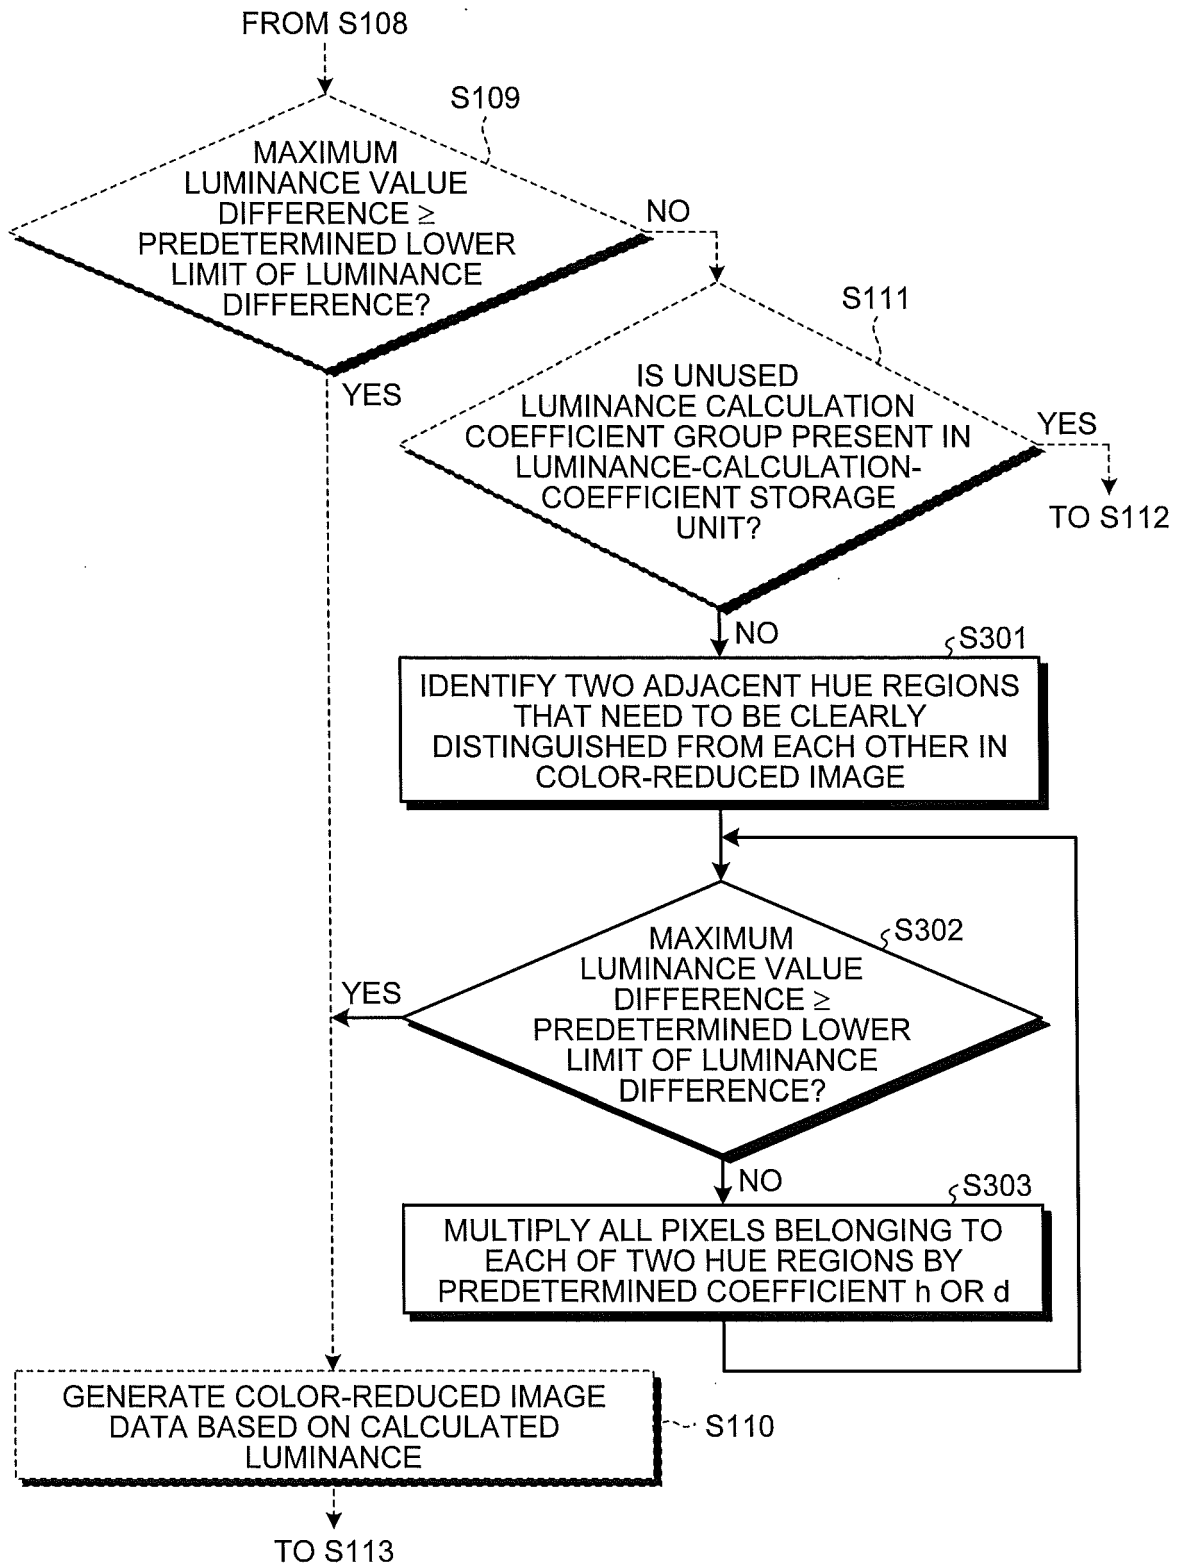 FROM S108
S109
MAXIMUM
LUMINANCE VALUE
DIFFERENCE ≥
PREDETERMINED LOWER
LIMIT OF LUMINANCE
DIFFERENCE?
NO
YES
S111
IS UNUSED
LUMINANCE CALCULATION
COEFFICIENT GROUP PRESENT IN
LUMINANCE-CALCULATION-
COEFFICIENT STORAGE
UNIT?
YES
TO S112
NO
S301
IDENTIFY TWO ADJACENT HUE REGIONS
THAT NEED TO BE CLEARLY
DISTINGUISHED FROM EACH OTHER IN
COLOR-REDUCED IMAGE
S302
MAXIMUM
LUMINANCE VALUE
DIFFERENCE ≥
PREDETERMINED LOWER
LIMIT OF LUMINANCE
DIFFERENCE?
YES
NO
S303
MULTIPLY ALL PIXELS BELONGING TO
EACH OF TWO HUE REGIONS BY
PREDETERMINED COEFFICIENT h OR d
GENERATE COLOR-REDUCED IMAGE
DATA BASED ON CALCULATED
LUMINANCE
S110
TO S113